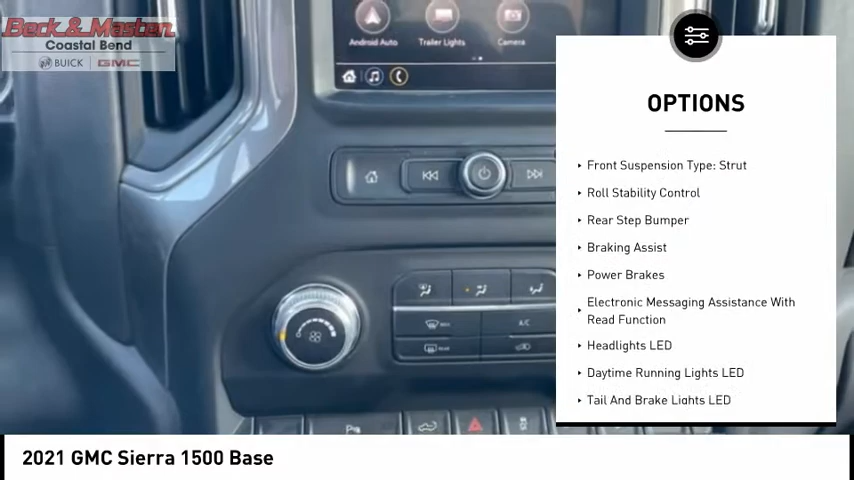 Beck & Masten
Coastal Bend
BUICK | GMC
Android Auto
Trailer Lights
Camera
OPTIONS
Front Suspension Type: Strut
Roll Stability Control
Rear Step Bumper
Braking Assist
Power Brakes
Electronic Messaging Assistance With
Read Function
Headlights LED
Daytime Running Lights LED
Tail And Brake Lights LED
A/C
REAR
2021 GMC Sierra 1500 Base